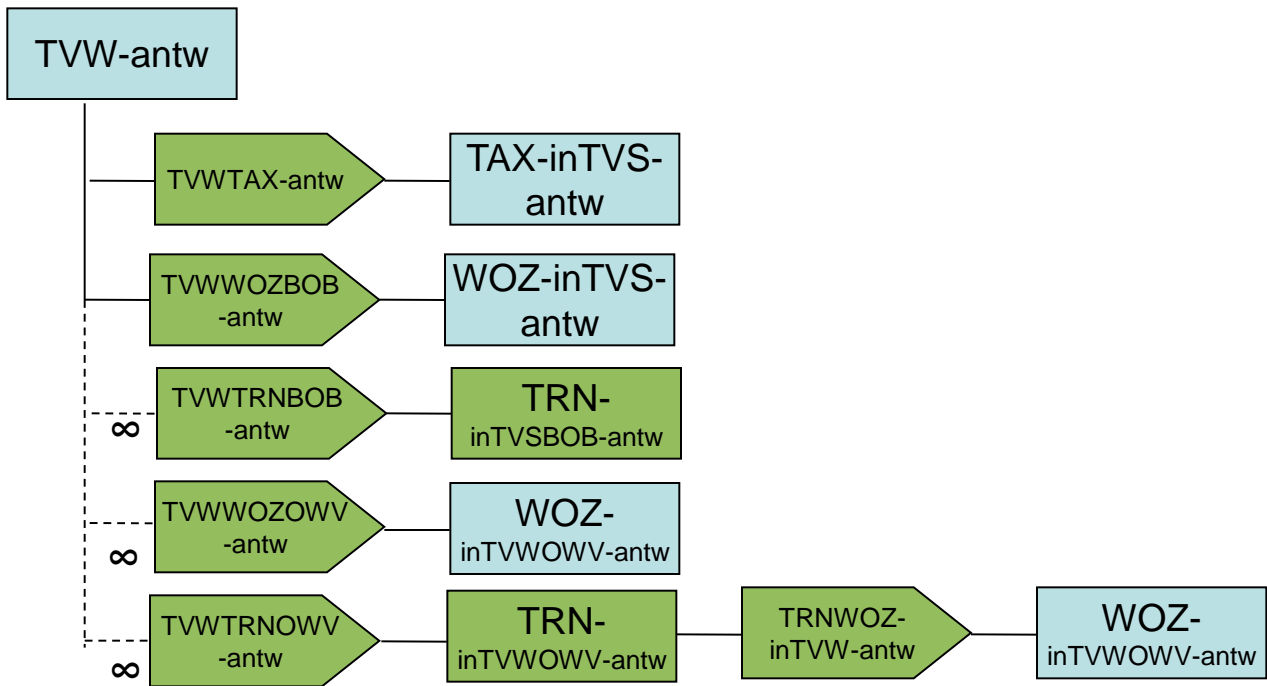 TVW-antw
TVWTAX-antw
TAX-inTVS-
antw
TVWWOZBOB
-antw
WOZ-inTVS-
antw
∞
TVWTRNBOB
-antw
TRN-
inTVSBOB-antw
∞
TVWWOZOWV
-antw
WOZ-
inTVWOWV-antw
∞
TVWTRNOWV
-antw
TRN-
inTVWOWV-antw
TRNWOZ-
inTVW-antw
WOZ-
inTVWOWV-antw